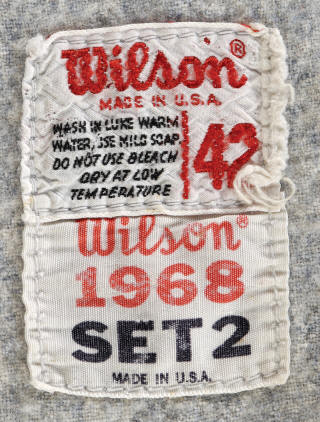 Wilson®
MADE IN U.S.A.
WASH IN LUKE WARM
WATER, USE MILD SOAP.
DO NOT USE BLEACH
DRY AT LOW
TEMPERATURE
42
Wilson®
1968
SET 2
MADE IN U.S.A.